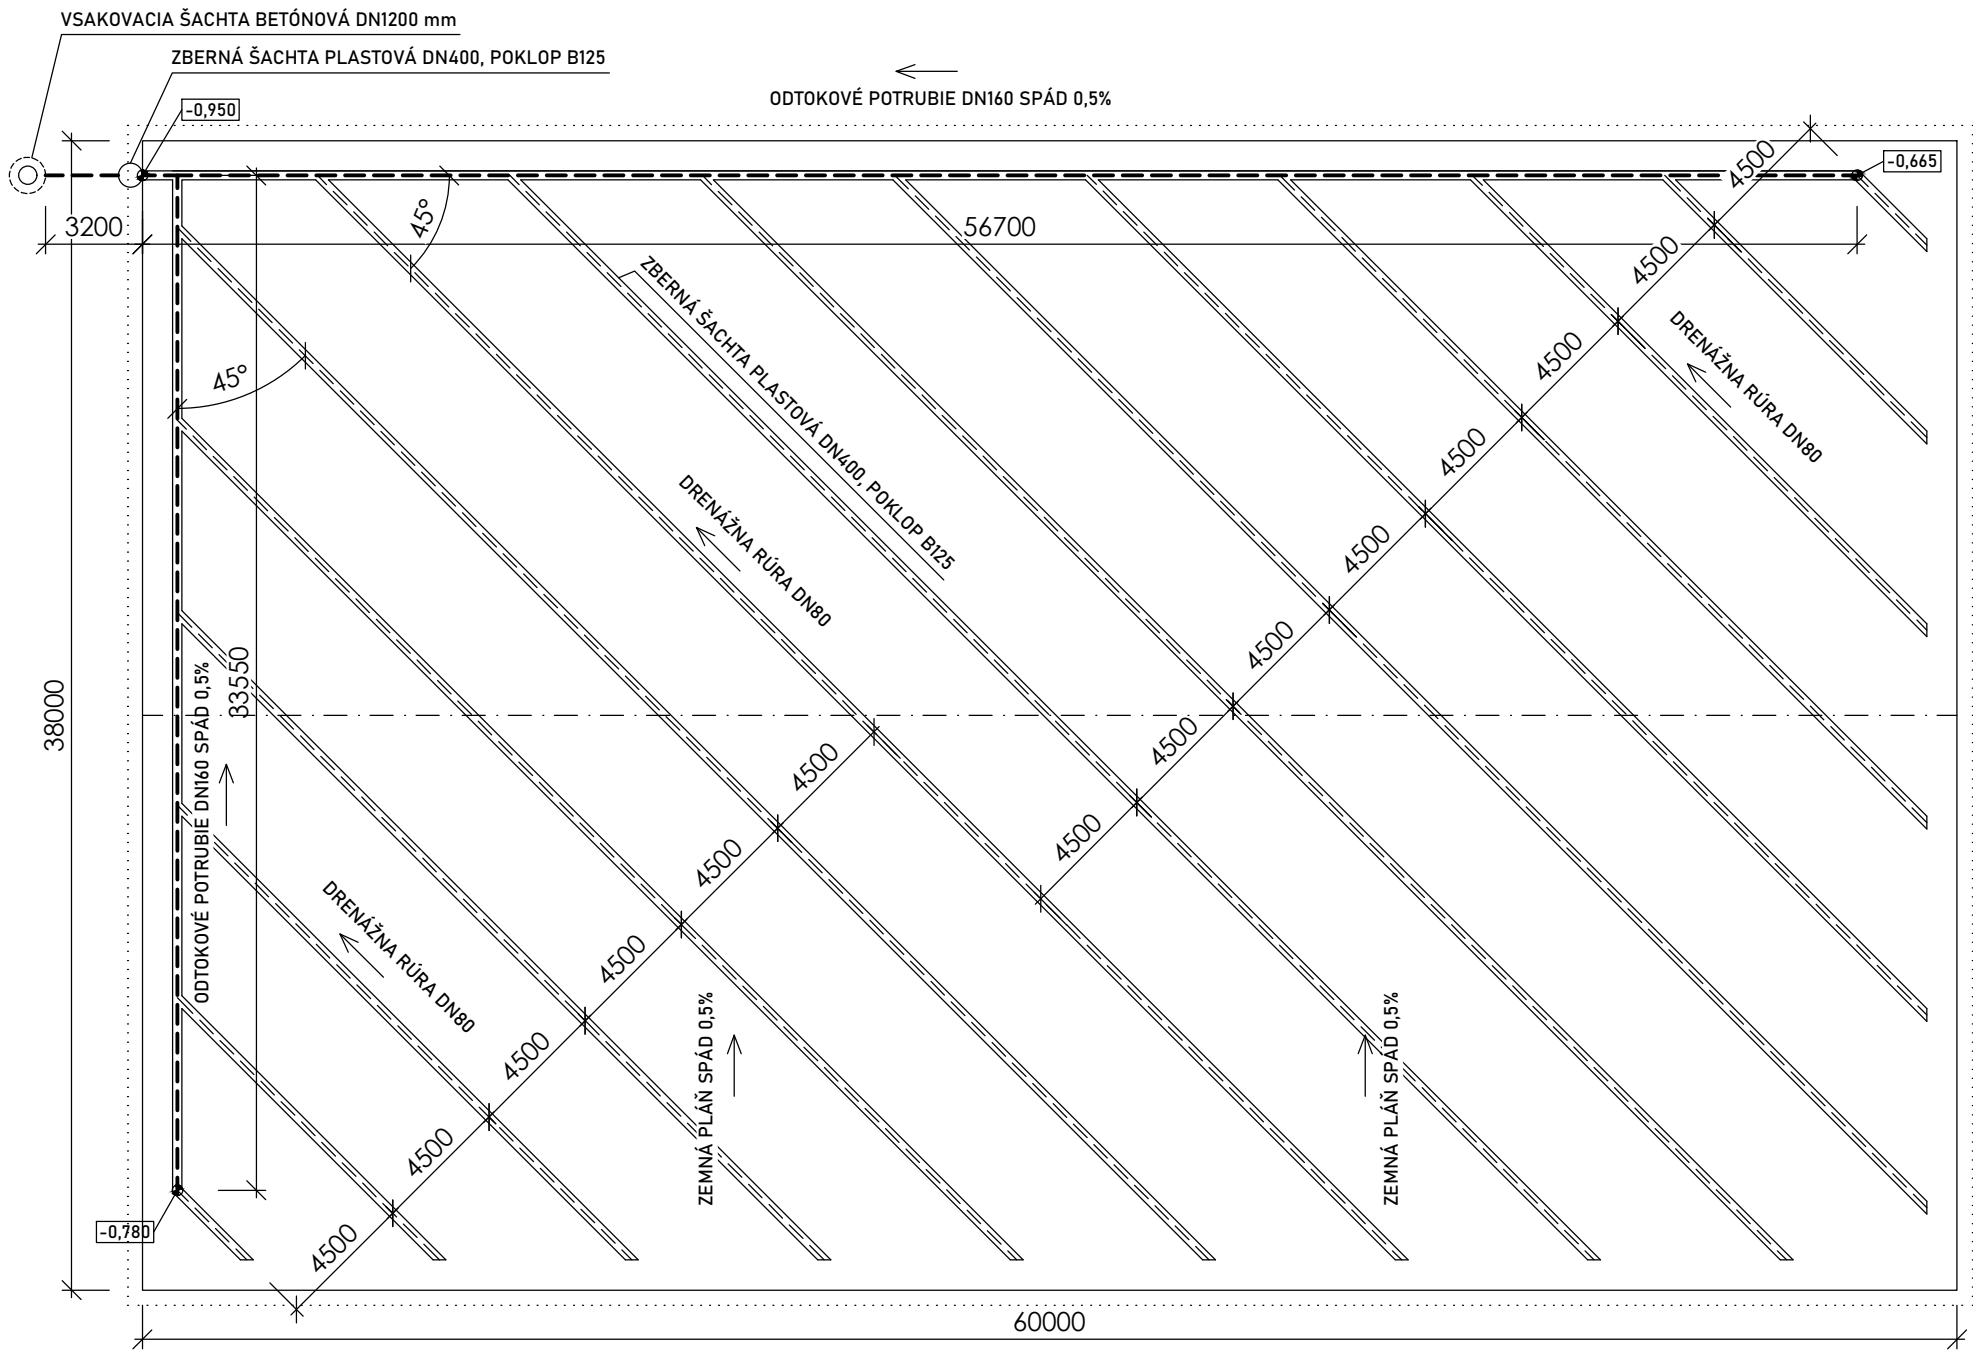 VSAKOVACIA ŠACHTA BETÓNOVÁ DN1200 mm
ZBERNÁ ŠACHTA PLASTOVÁ DN400, POKLOP B125
ODTOKOVÉ POTRUBIE DN160 SPÁD 0,5%
-0,950
-0,665
4500
3200
56700
45°
45°
4500
4500
4500
4500
4500
4500
4500
ZBERNÁ ŠACHTA PLASTOVÁ DN400, POKLOP B125
DRENÁŽNA RÚRA DN80
DRENÁŽNA RÚRA DN80
38000
33550
ODTOKOVÉ POTRUBIE DN160 SPÁD 0,5%
4500
4500
4500
4500
4500
4500
DRENÁŽNA RÚRA DN80
ZEMNÁ PLÁŇ SPÁD 0,5%
ZEMNÁ PLÁŇ SPÁD 0,5%
-0,780
4500
60000